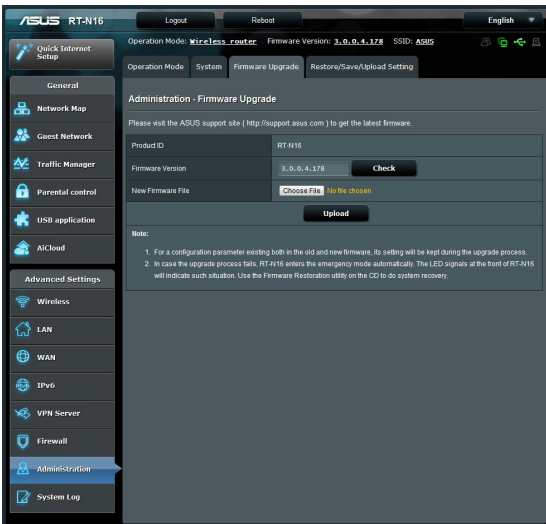 ASUS RT-N16
Logout
Reboot
English
Operation Mode: Wireless router Firmware Version: 3.0.0.4.178 SSID: ASUS
Quick Internet
Setup
Operation Mode
System
Firmware Upgrade
Restore/Save/Upload Setting
General
Network Map
Guest Network
Traffic Manager
Parental control
USB application
AiCloud
Advanced Settings
Wireless
LAN
WAN
IPv6
VPN Server
Firewall
Administration
System Log
Administration - Firmware Upgrade
Please visit the ASUS support site ( http://support.asus.com ) to get the latest firmware.
Product ID RT-N16
Firmware Version 3.0.0.4.178 Check
New Firmware File Choose File No file chosen
Upload
Note:
1. For a configuration parameter existing both in the old and new firmware, its setting will be kept during the upgrade process.
2. In case the upgrade process fails, RT-N16 enters the emergency mode automatically. The LED signals at the front of RT-N16
will indicate such situation. Use the Firmware Restoration utility on the CD to do system recovery.